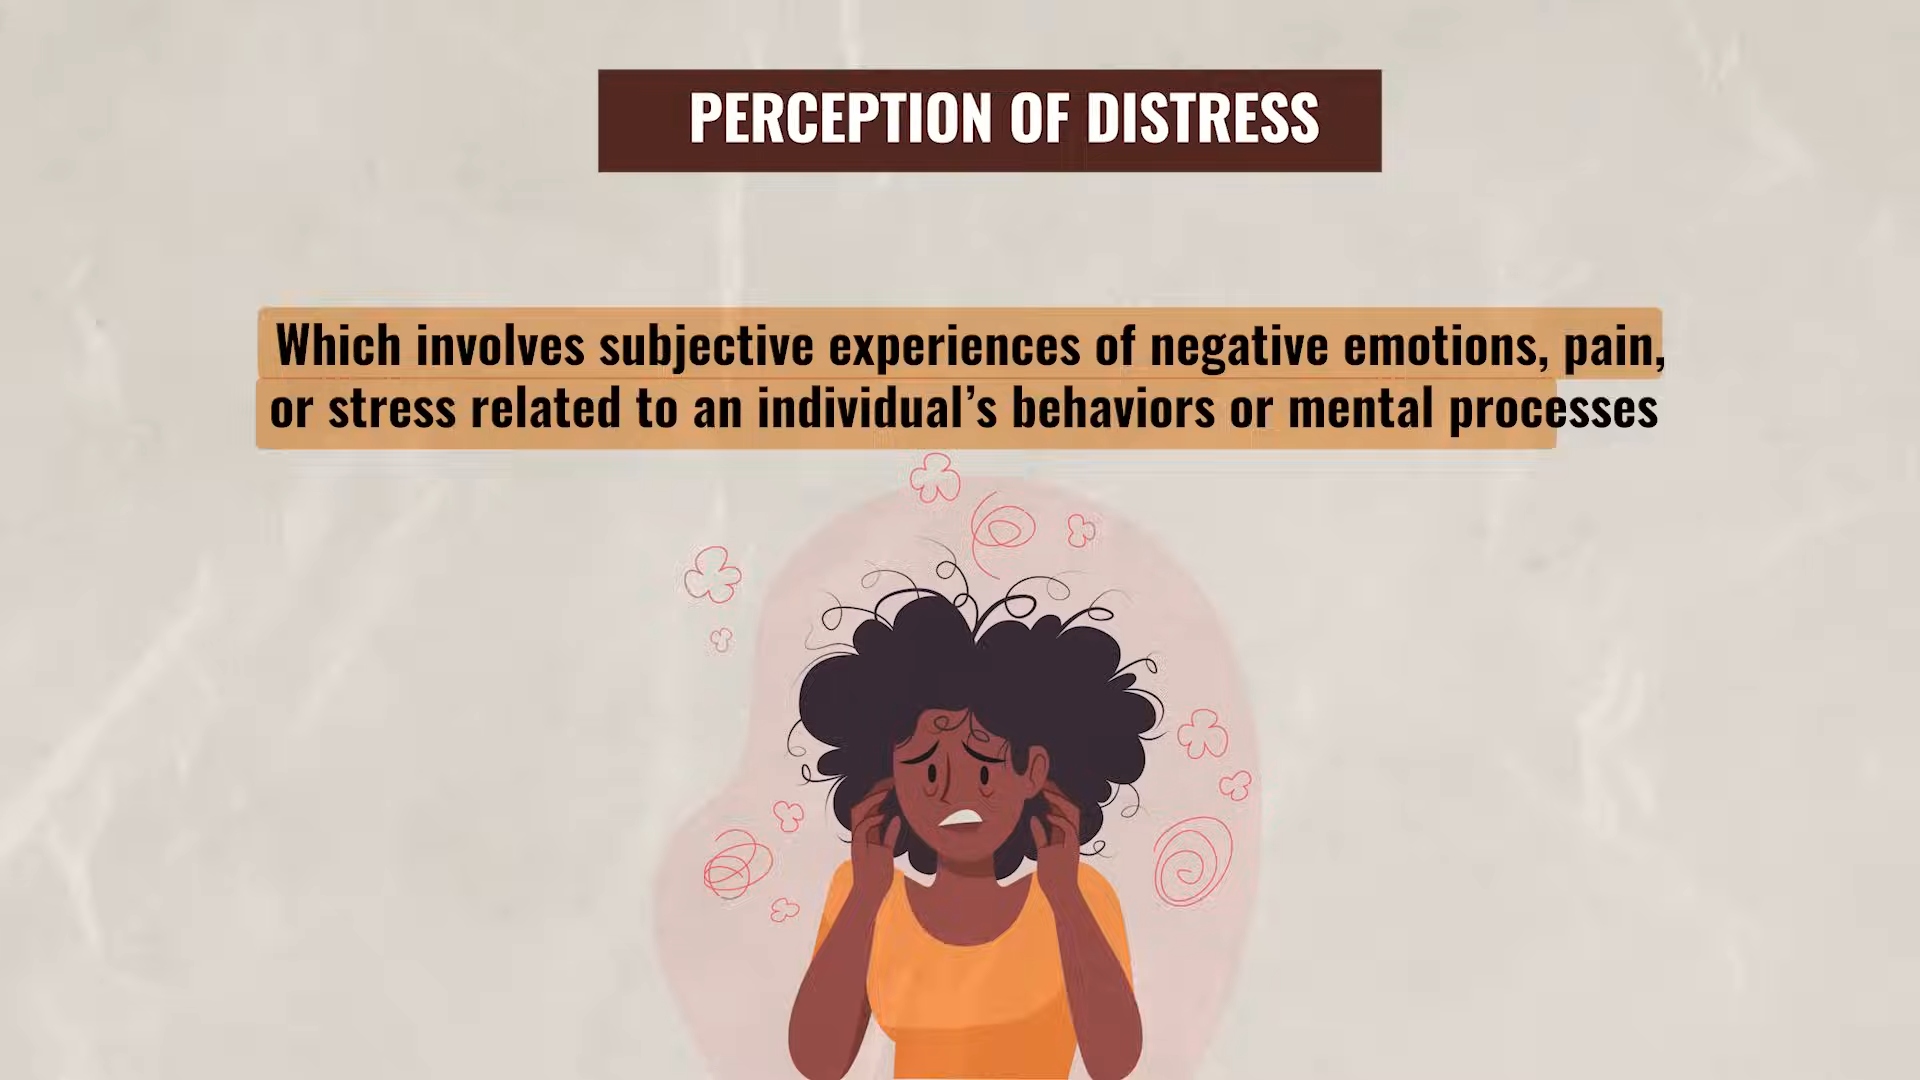 PERCEPTION OF DISTRESS
Which involves subjective experiences of negative emotions, pain,
or stress related to an individual’s behaviors or mental processes